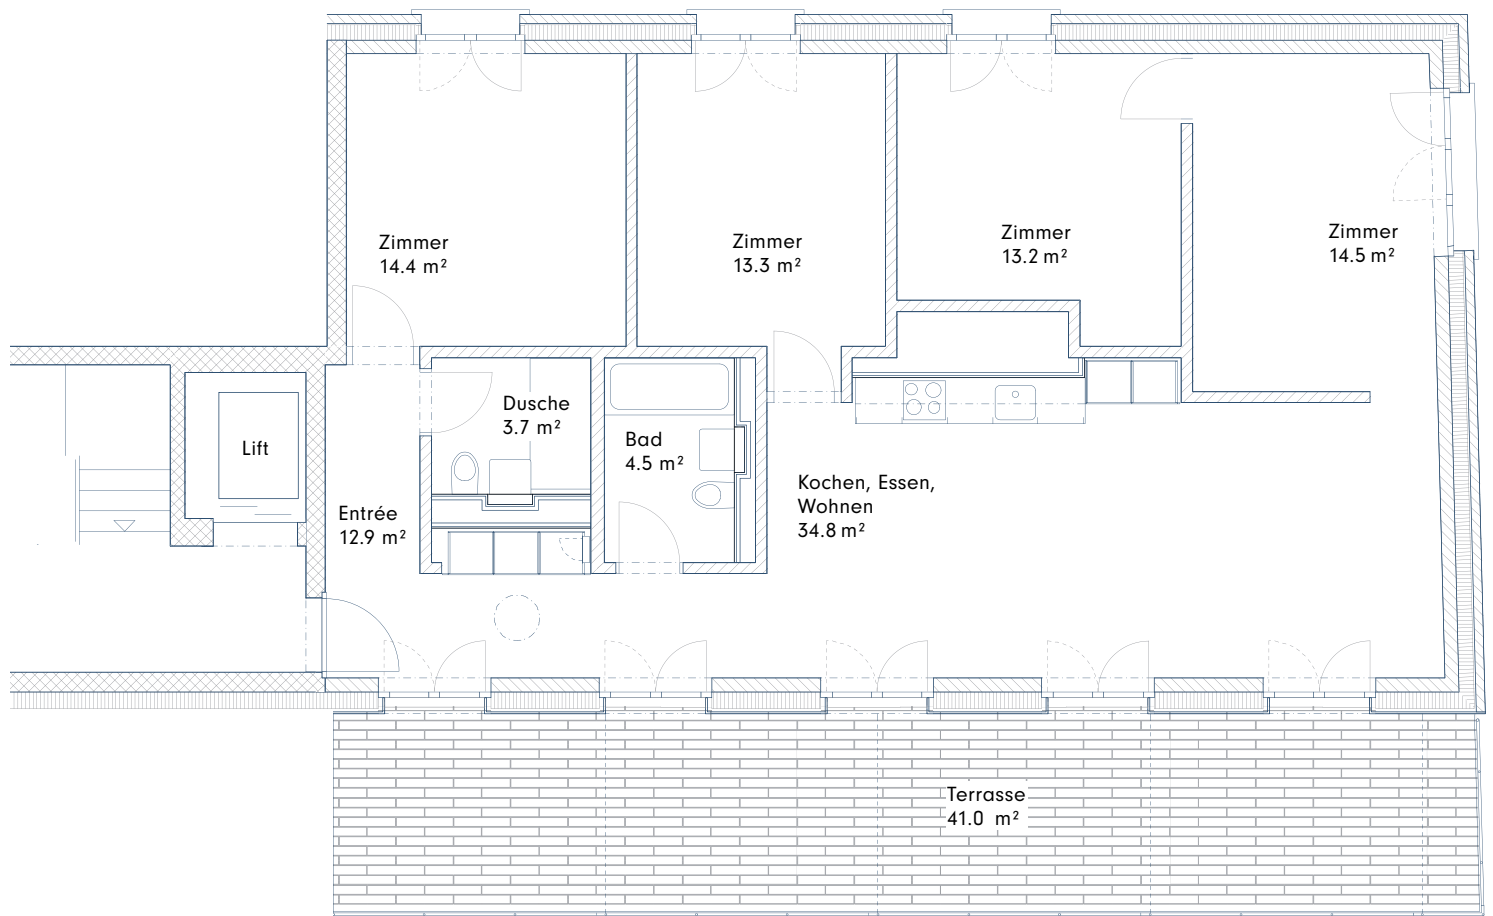 Zimmer
14.4 m²
Zimmer
13.3 m²
Zimmer
13.2 m²
Zimmer
14.5 m²
Lift
Dusche
3.7 m²
Bad
4.5 m²
Entrée
12.9 m²
Kochen, Essen,
Wohnen
34.8 m²
Terrasse
41.0 m²